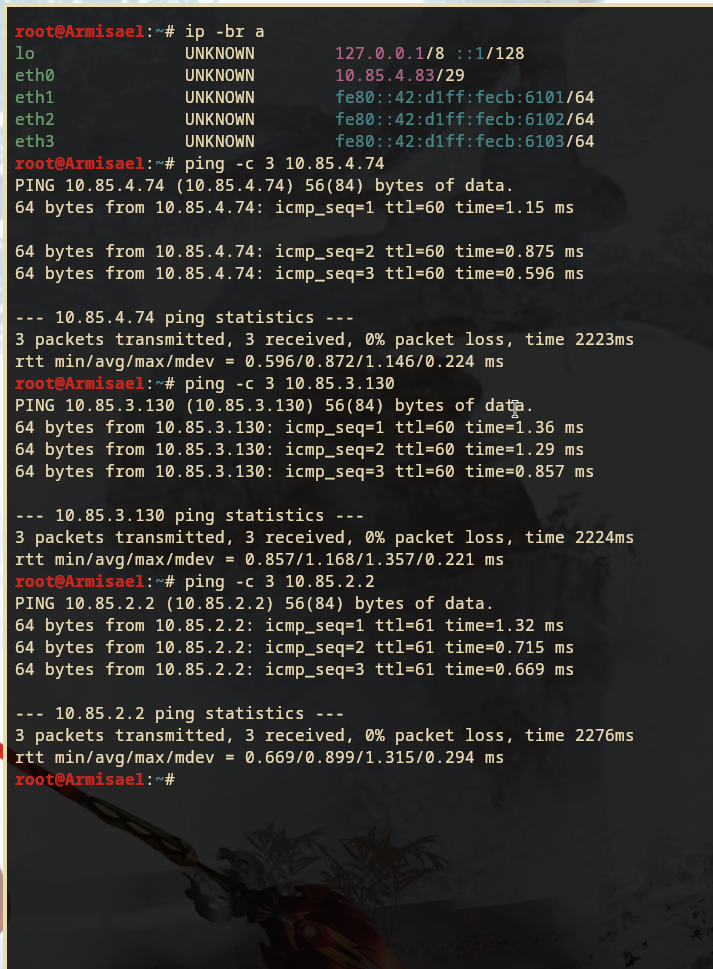 root@Armisael:~# ip -br a
lo               UNKNOWN        127.0.0.1/8 ::1/128
eth0             UNKNOWN        10.85.4.83/29
eth1             UNKNOWN        fe80::42:d1ff:fecb:6101/64
eth2             UNKNOWN        fe80::42:d1ff:fecb:6102/64
eth3             UNKNOWN        fe80::42:d1ff:fecb:6103/64
root@Armisael:~# ping -c 3 10.85.4.74
PING 10.85.4.74 (10.85.4.74) 56(84) bytes of data.
64 bytes from 10.85.4.74: icmp_seq=1 ttl=60 time=1.15 ms
64 bytes from 10.85.4.74: icmp_seq=2 ttl=60 time=0.875 ms
64 bytes from 10.85.4.74: icmp_seq=3 ttl=60 time=0.596 ms
--- 10.85.4.74 ping statistics ---
3 packets transmitted, 3 received, 0% packet loss, time 2223ms
rtt min/avg/max/mdev = 0.596/0.872/1.146/0.224 ms
root@Armisael:~# ping -c 3 10.85.3.130
PING 10.85.3.130 (10.85.3.130) 56(84) bytes of data.
64 bytes from 10.85.3.130: icmp_seq=1 ttl=60 time=1.36 ms
64 bytes from 10.85.3.130: icmp_seq=2 ttl=60 time=1.29 ms
64 bytes from 10.85.3.130: icmp_seq=3 ttl=60 time=0.857 ms
--- 10.85.3.130 ping statistics ---
3 packets transmitted, 3 received, 0% packet loss, time 2224ms
rtt min/avg/max/mdev = 0.857/1.168/1.357/0.221 ms
root@Armisael:~# ping -c 3 10.85.2.2
PING 10.85.2.2 (10.85.2.2) 56(84) bytes of data.
64 bytes from 10.85.2.2: icmp_seq=1 ttl=61 time=1.32 ms
64 bytes from 10.85.2.2: icmp_seq=2 ttl=61 time=0.715 ms
64 bytes from 10.85.2.2: icmp_seq=3 ttl=61 time=0.669 ms
--- 10.85.2.2 ping statistics ---
3 packets transmitted, 3 received, 0% packet loss, time 2276ms
rtt min/avg/max/mdev = 0.669/0.899/1.315/0.294 ms
root@Armisael:~#